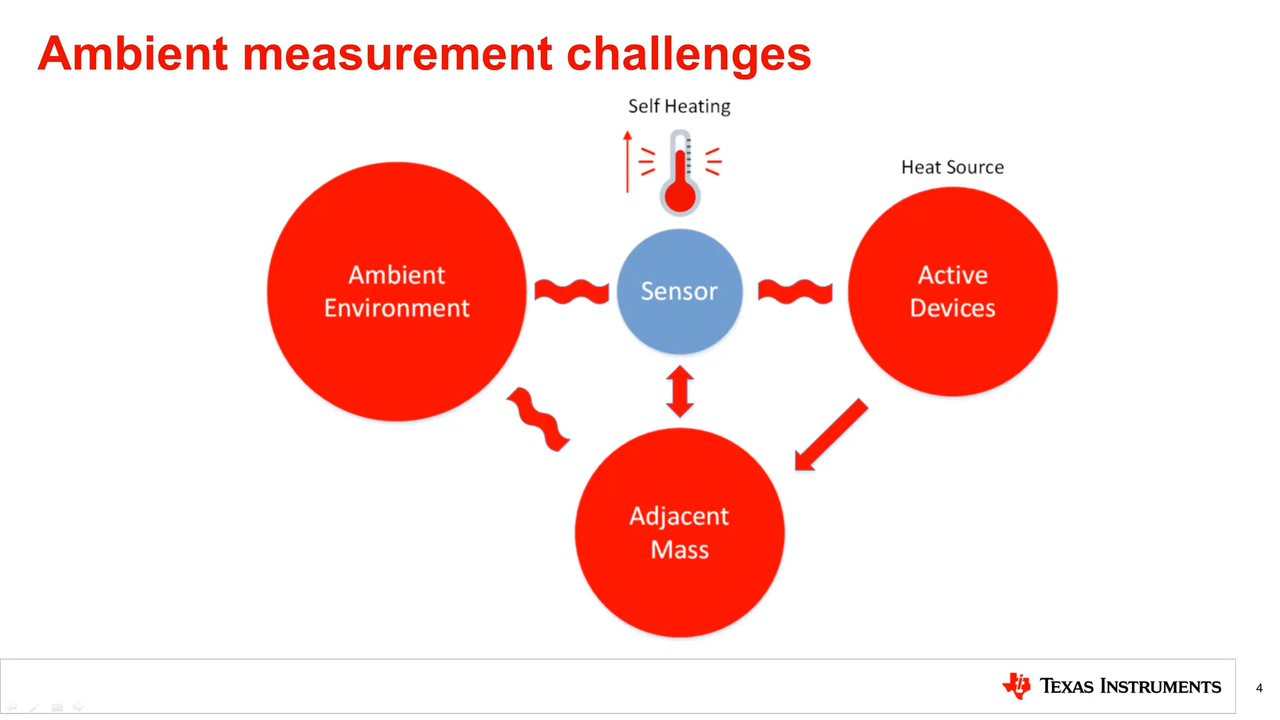 Ambient measurement challenges
Self Heating
Heat Source
Ambient
Environment
Sensor
Active
Devices
Adjacent
Mass
TEXAS INSTRUMENTS
4